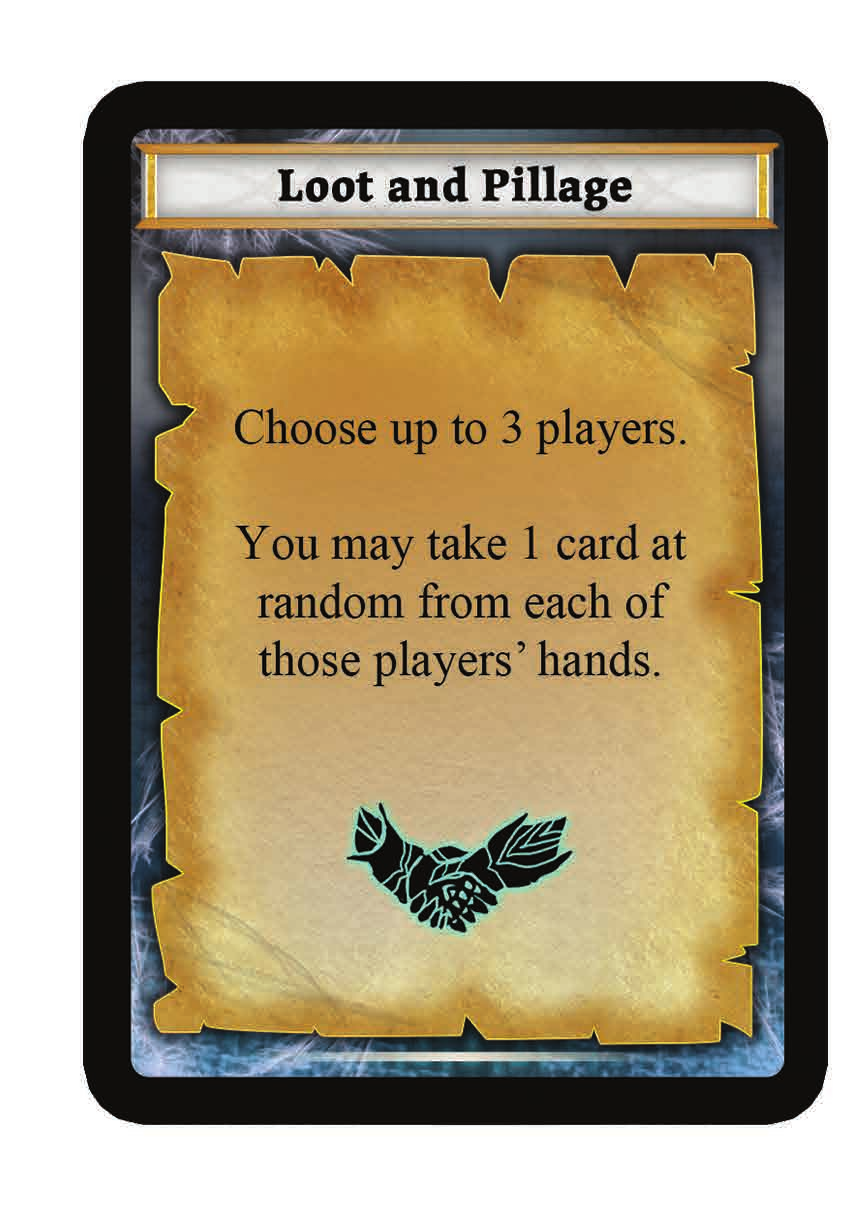 Loot and Pillage
Choose up to 3 players.
You may take 1 card at
random from each of
those players’ hands.